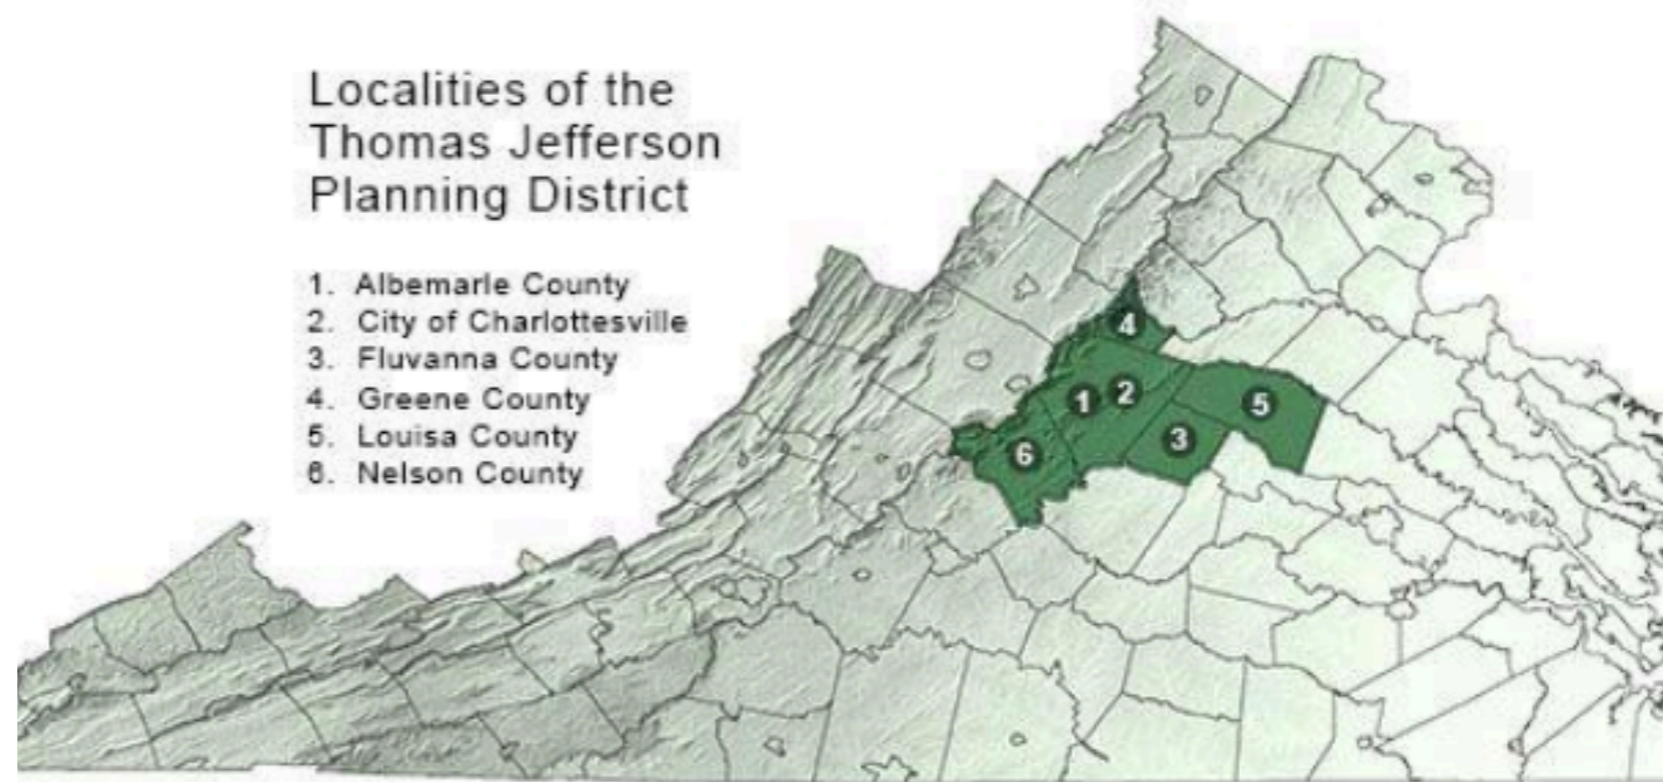 Localities of the
Thomas Jefferson
Planning District
1. Albemarle County
2. City of Charlottesville
3. Fluvanna County
4. Greene County
5. Louisa County
6. Nelson County
4
1 2 5
3
6